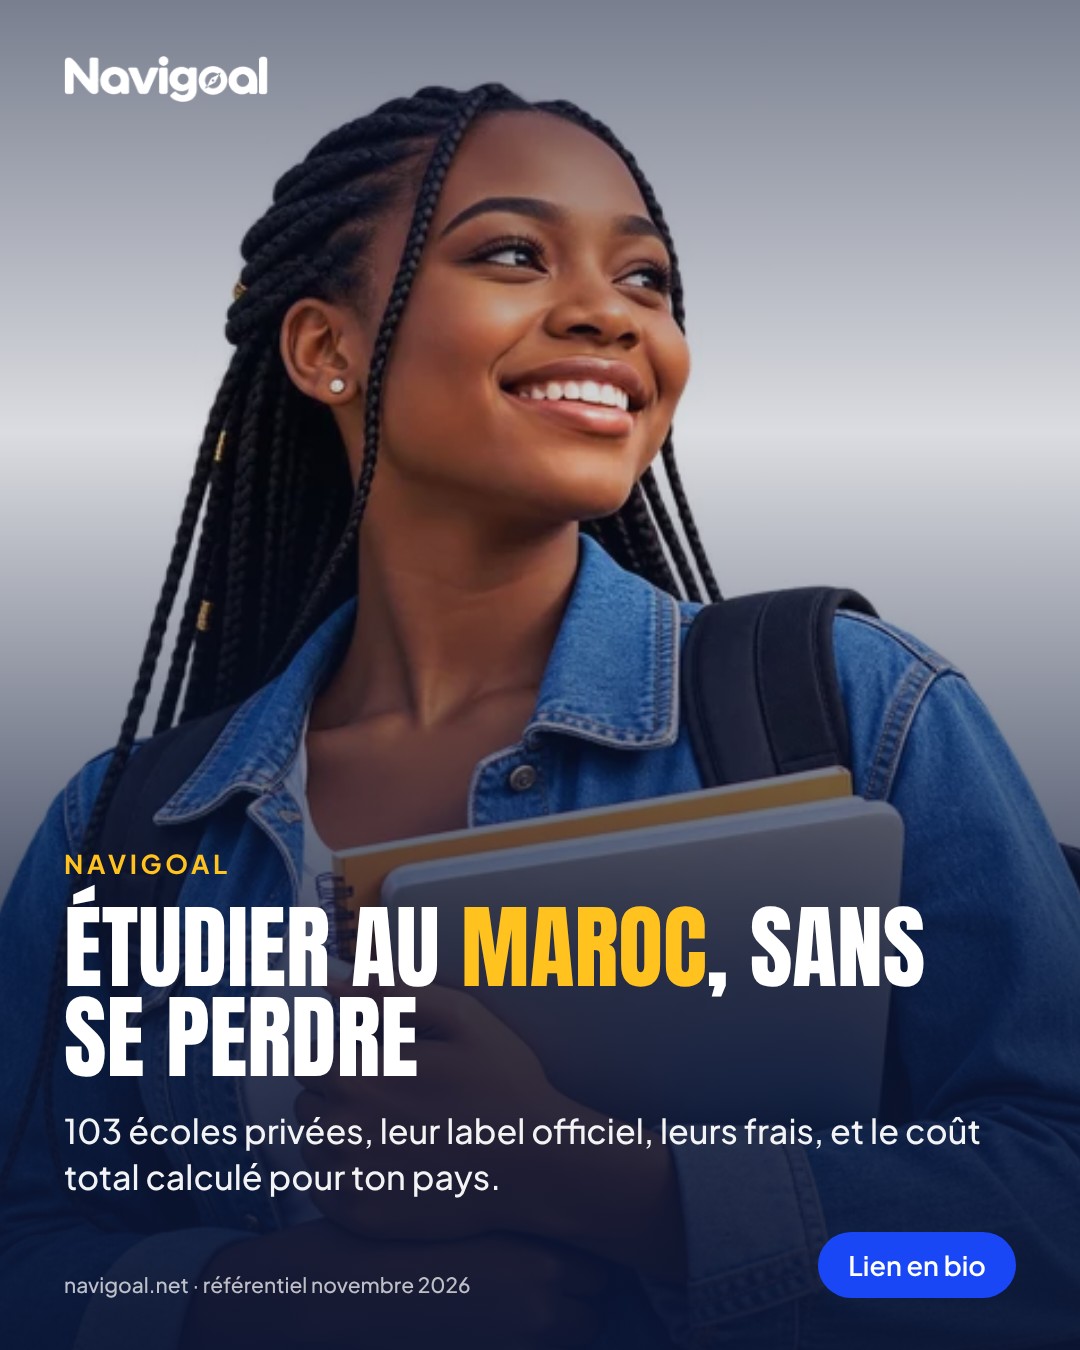 Navigoal
NAVIGOAL
ÉTUDIER AU MAROC, SANS
SE PERDRE
103 écoles privées, leur label officiel, leurs frais, et le coût
total calculé pour ton pays.
navigoal.net · référentiel novembre 2026
Lien en bio